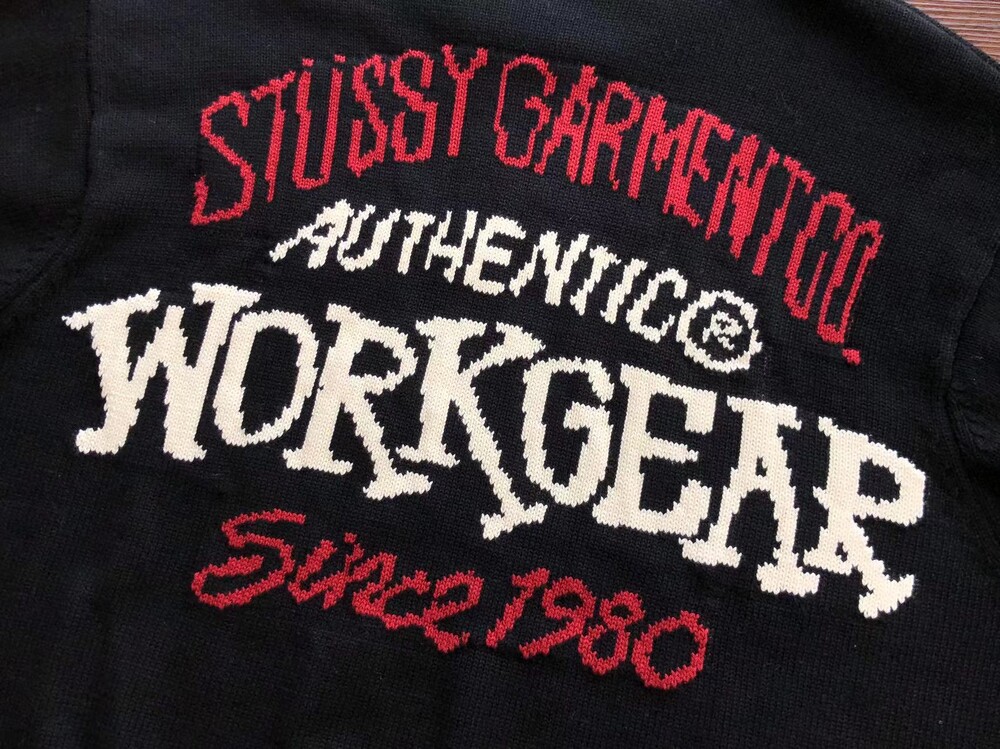 STÜSSY GARMENT CO.
AUTHENTIC ®
WORKGEAR
Since 1980